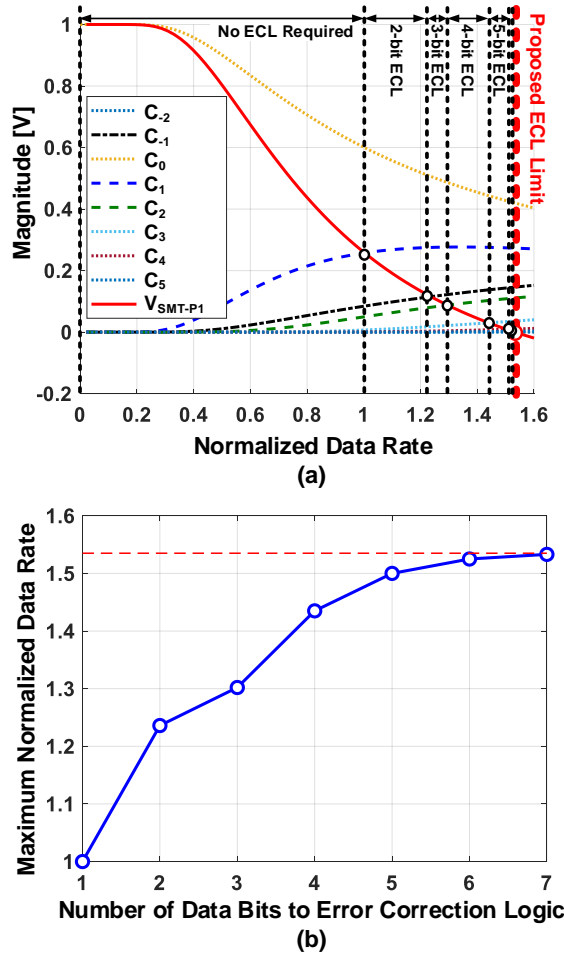 No ECL Required
2-bit ECL
3-bit ECL
4-bit ECL
5-bit ECL
Proposed ECL Limit
C-2
C-1
C0
C1
C2
C3
C4
C5
VSMT-P1
Magnitude [V]
1
0.8
0.6
0.4
0.2
0
-0.2
0 0.2 0.4 0.6 0.8 1 1.2 1.4 1.6
Normalized Data Rate
(a)
Maximum Normalized Data Rate
1.6
1.5
1.4
1.3
1.2
1.1
1
1 2 3 4 5 6 7
Number of Data Bits to Error Correction Logic
(b)